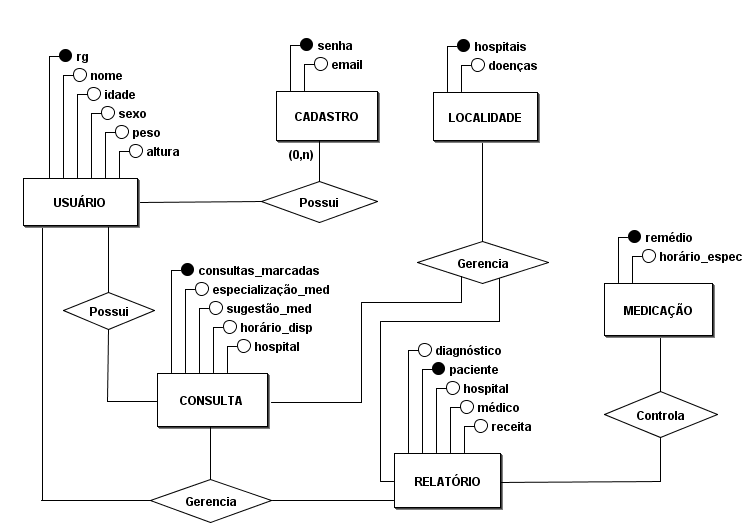 senha
email
CADASTRO
(0,n)
hospitais
doenças
LOCALIDADE
rg
nome
idade
sexo
peso
altura
USUÁRIO
Possui
Gerencia
remédio
horário_espec
MEDICAÇÃO
Possui
consultas_marcadas
especialização_med
sugestão_med
horário_disp
hospital
CONSULTA
diagnóstico
paciente
hospital
médico
receita
RELATÓRIO
Controla
Gerencia